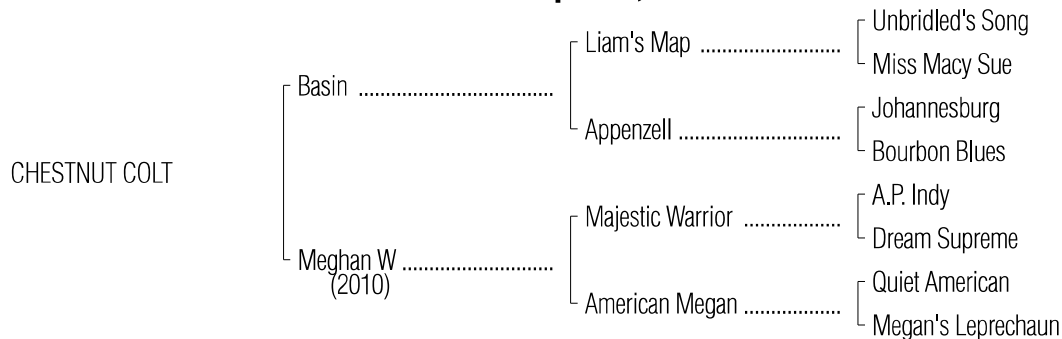 Unbridled's Song
Liam's Map ........................
Miss Macy Sue
Basin ..................................
Johannesburg
Appenzell ............................
Bourbon Blues
CHESTNUT COLT
A.P. Indy
Majestic Warrior .................
Dream Supreme
Meghan W ..........................
(2010)
Quiet American
American Megan .................
Megan's Leprechaun